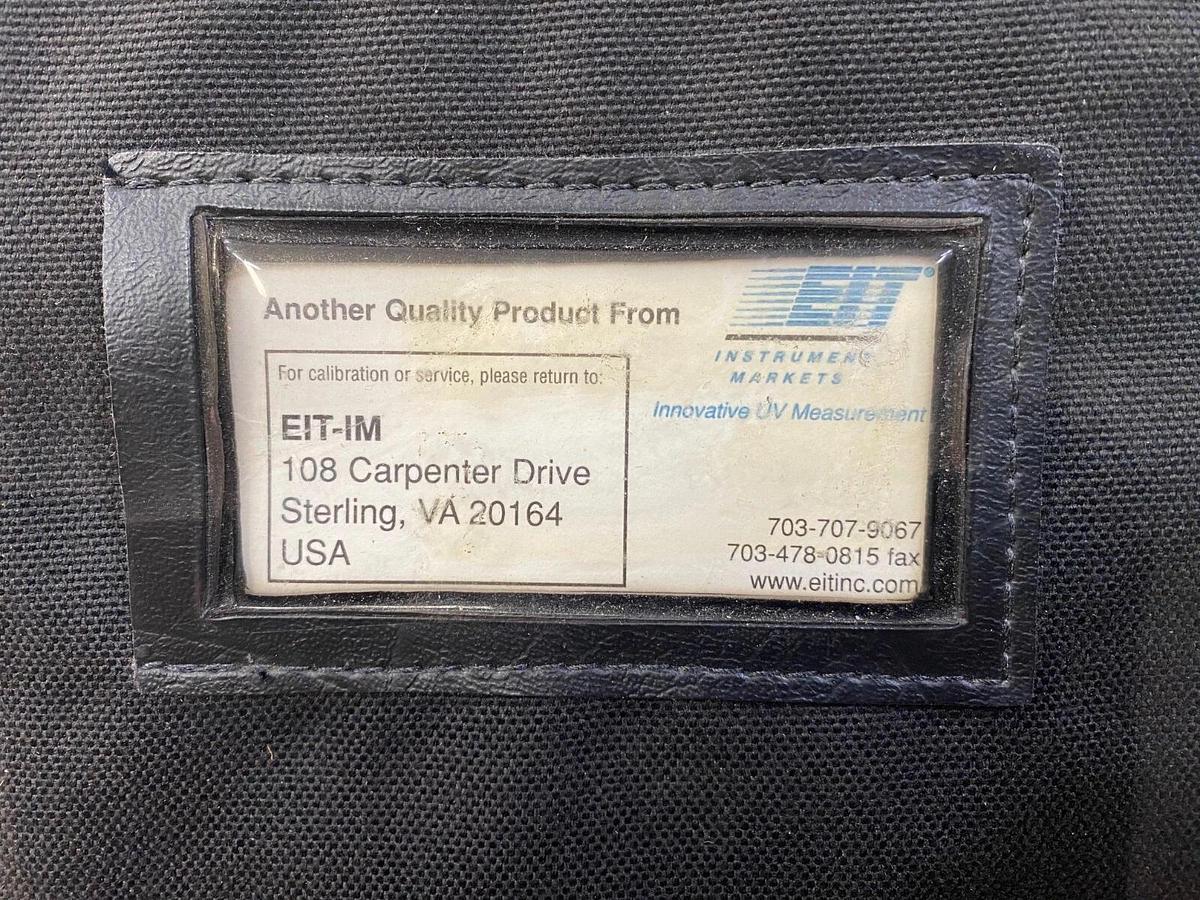 Another Quality Product From
EIT®
INSTRUMENT
MARKETS
Innovative UV Measurement
For calibration or service, please return to:
EIT-IM
108 Carpenter Drive
Sterling, VA 20164
USA
703-707-9067
703-478-0815 fax
www.eitinc.com